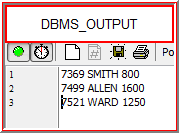 DBMS_OUTPUT
Po
1 7369 SMITH 800
2 7499 ALLEN 1600
3 7521 WARD 1250